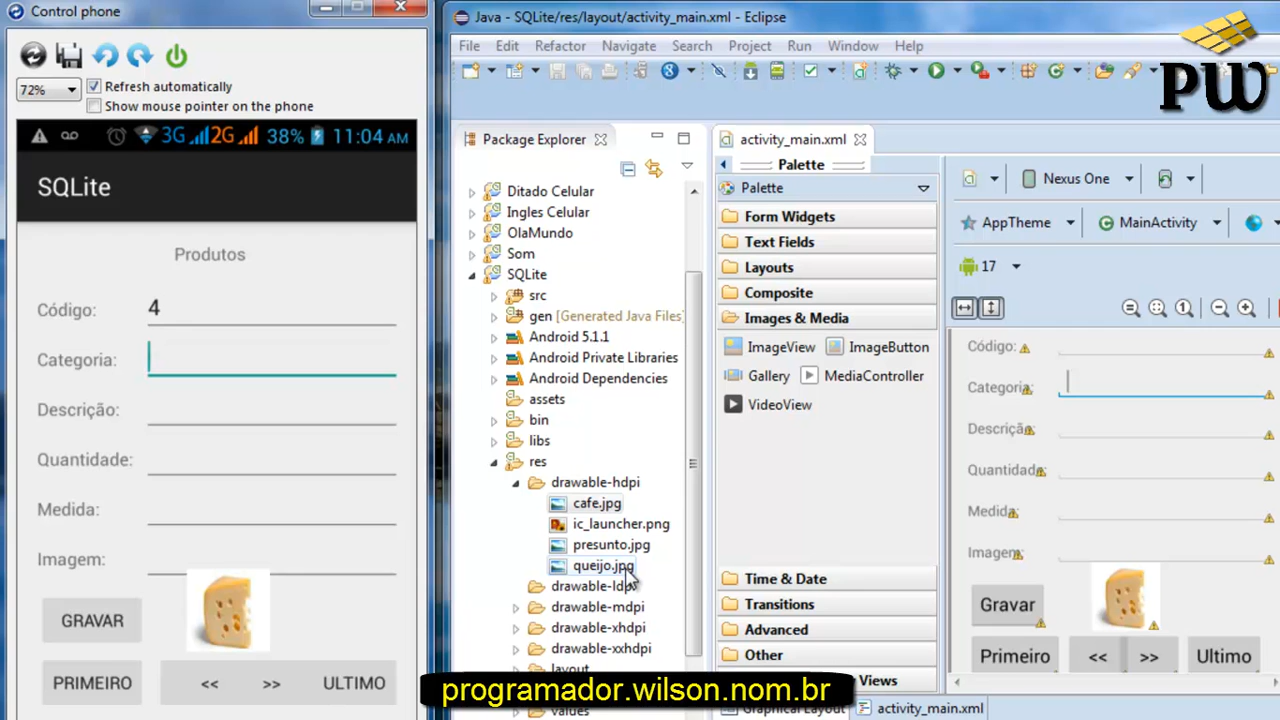 Control phone
72%
Refresh automatically
Show mouse pointer on the phone
3G 2G 38% 11:04 AM
SQLite
Produtos
Código: 4
Categoria:
Descrição:
Quantidade:
Medida:
Imagem:
GRAVAR
PRIMEIRO << >> ULTIMO
Java - SQLite/res/layout/activity_main.xml - Eclipse
File Edit Refactor Navigate Search Project Run Window Help
PW
Package Explorer
Ditado Celular
Ingles Celular
OlaMundo
Som
SQLite
src
gen [Generated Java Files]
Android 5.1.1
Android Private Libraries
Android Dependencies
assets
bin
libs
res
drawable-hdpi
cafe.jpg
ic_launcher.png
presunto.jpg
queijo.jpg
drawable-ldpi
drawable-mdpi
drawable-xhdpi
drawable-xxhdpi
layout
values
activity_main.xml
Palette
Palette
Form Widgets
Text Fields
Layouts
Composite
Images & Media
ImageView ImageButton
Gallery MediaController
VideoView
Time & Date
Transitions
Advanced
Other
Views
Graphical Layout activity_main.xml
Nexus One
AppTheme MainActivity
17
Código:
Categoria:
Descrição:
Quantidade:
Medida:
Imagem:
Gravar
Primeiro << >> Ultimo
programador.wilson.nom.br